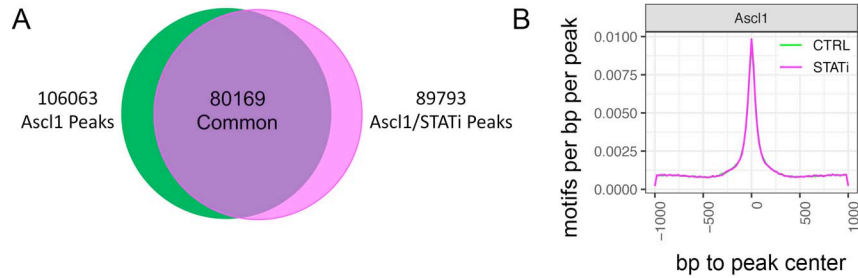 A
106063
Ascl1 Peaks
80169
Common
89793
Ascl1/STATi Peaks
B
Ascl1
motifs per bp per peak
0.0100
0.0075
0.0050
0.0025
0.0000
CTRL
STATi
-1000
-500
0
500
1000
bp to peak center